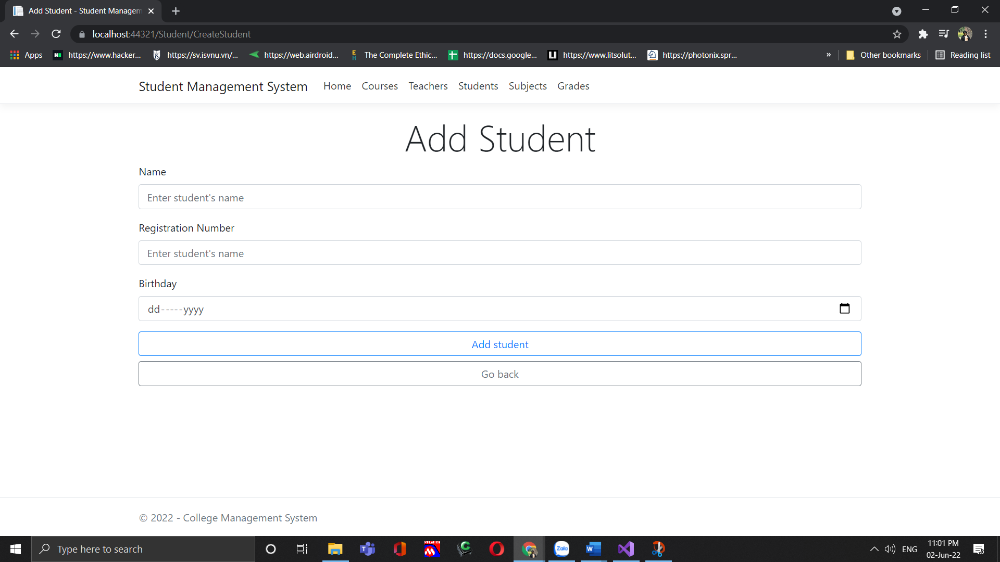 Add Student - Student Managem
localhost:44321/Student/CreateStudent
Apps https://www.hacker... https://sv.isvnu.vn/... https://web.airdroid... The Complete Ethic... https://docs.google... https://www.litsolut... https://photonix.spr... » Other bookmarks Reading list
Student Management System Home Courses Teachers Students Subjects Grades
Add Student
Name
Enter student's name
Registration Number
Enter student's name
Birthday
dd-----yyyy
Add student
Go back
© 2022 - College Management System
Type here to search
ENG
11:01 PM
02-Jun-22